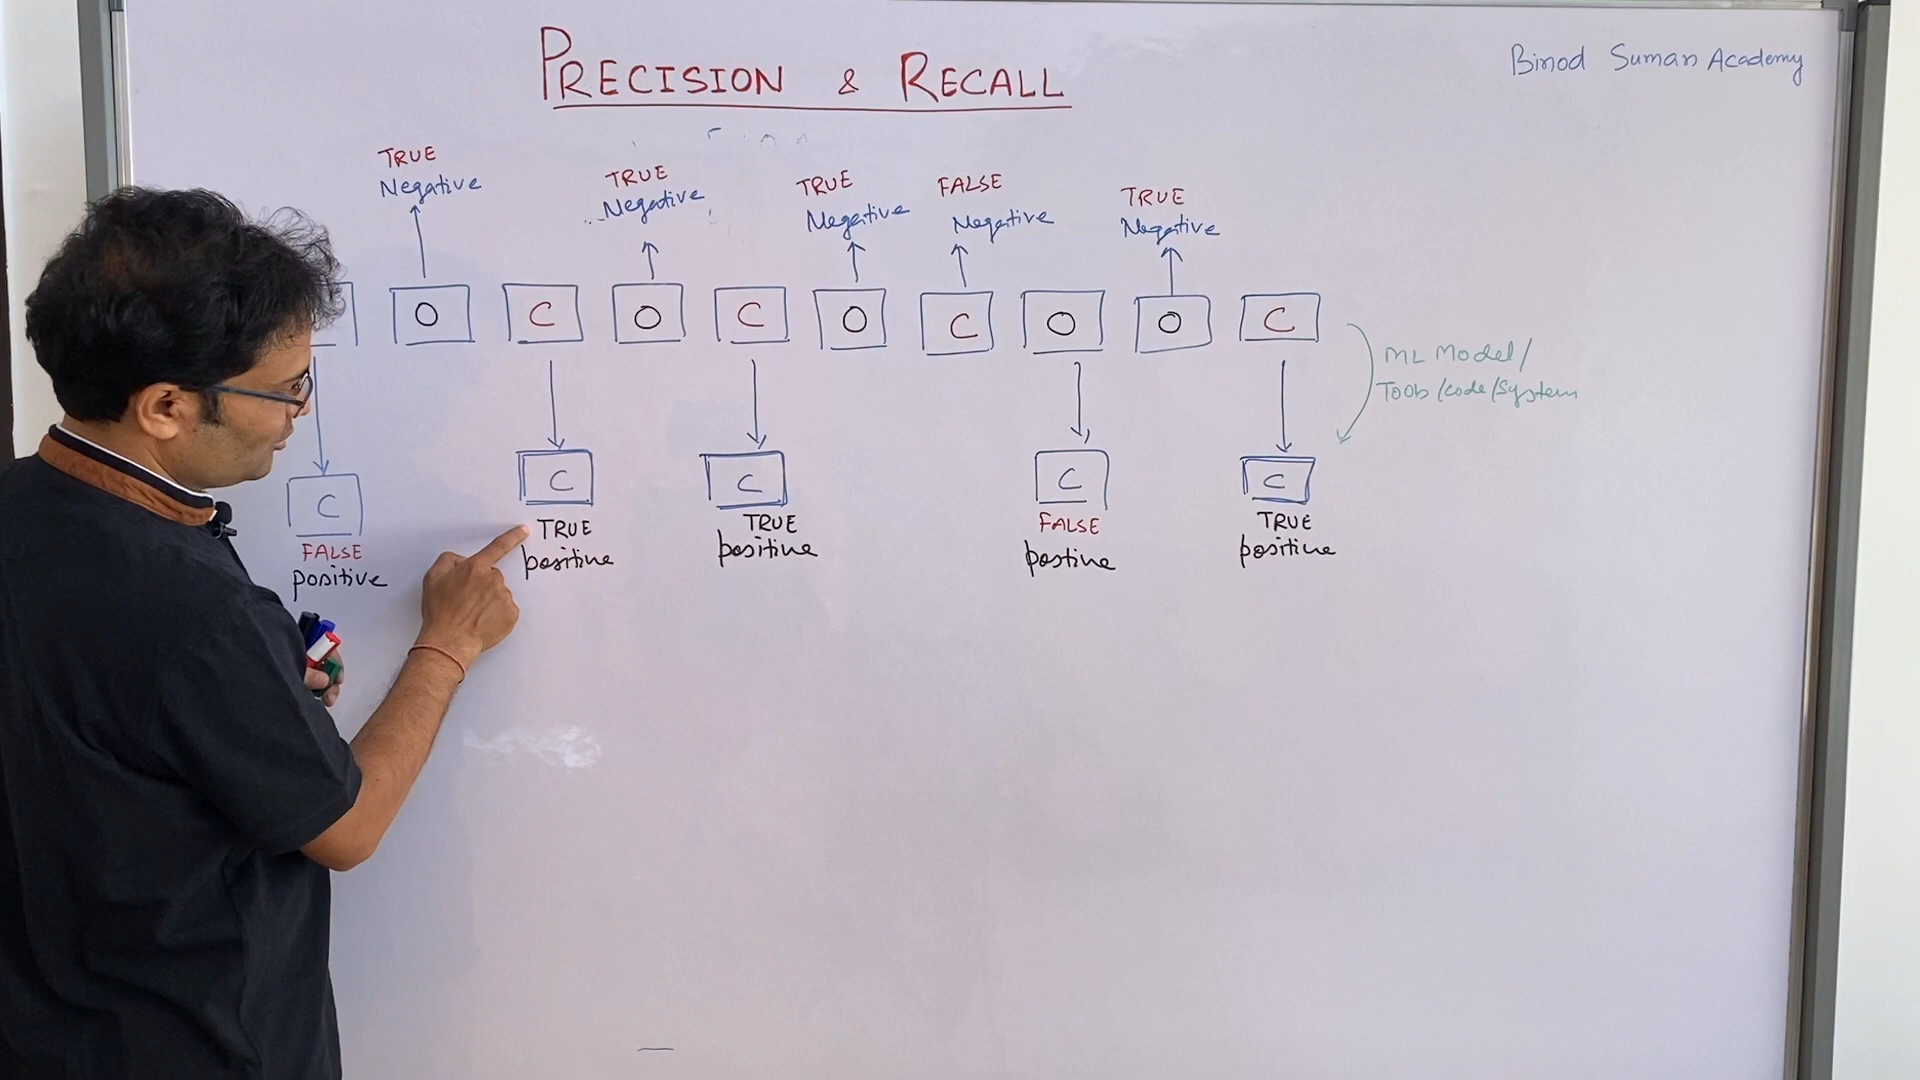 PRECISION & RECALL
Binod Suman Academy
TRUE
Negative
TRUE
Negative
TRUE
Negative
FALSE
Negative
TRUE
Negative
O C O C O C O O C
ML Model/
Tools/code/System
C C C C C
FALSE
positive
TRUE
positive
TRUE
positive
FALSE
postive
TRUE
positive